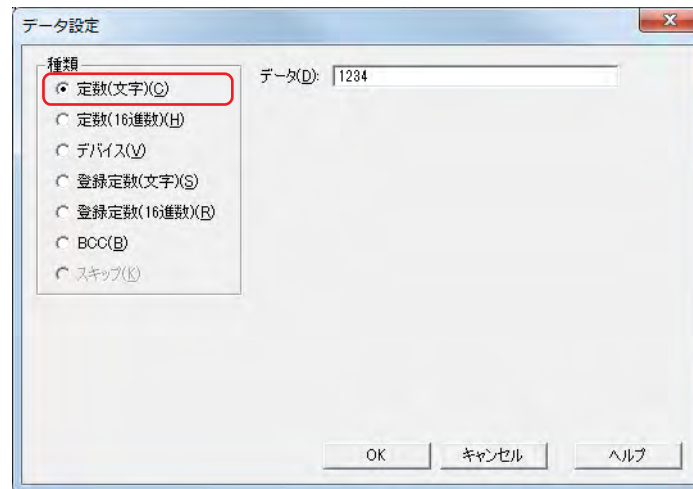 データ設定
種類
定数(文字)(C)
データ(D): 1234
定数(16進数)(H)
デバイス(V)
登録定数(文字)(S)
登録定数(16進数)(R)
BCC(B)
スキップ(K)
OK キャンセル ヘルプ